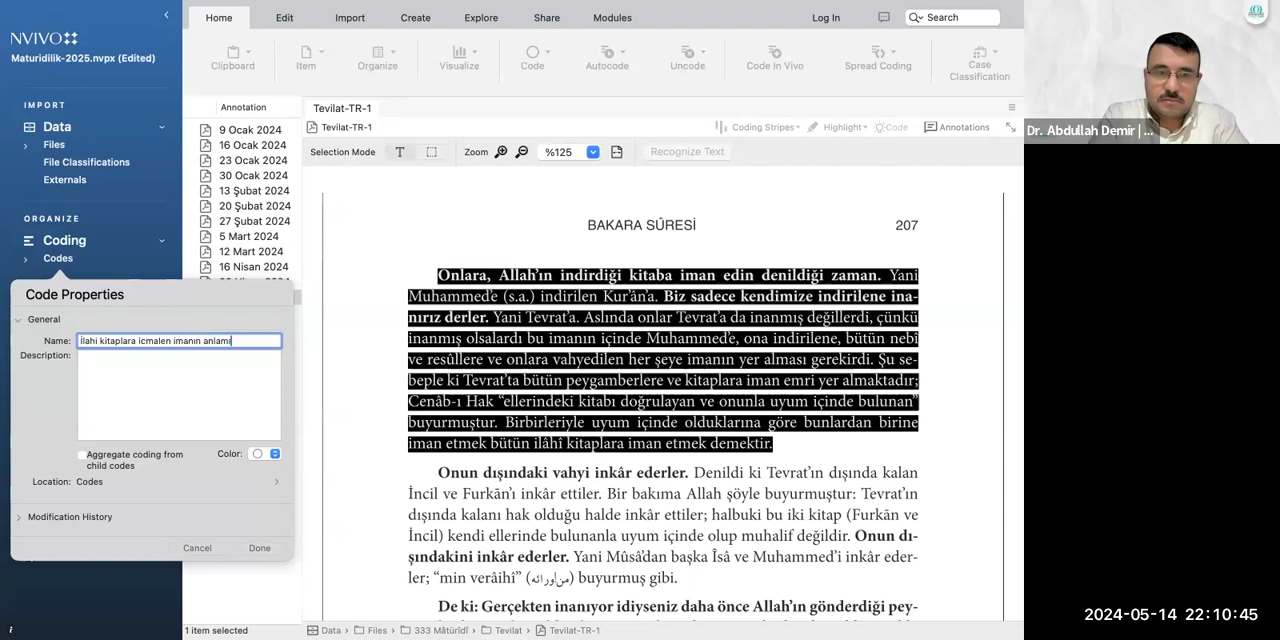 NVIVO
Maturidilik-2025.nvpx (Edited)
IMPORT
Data
Files
File Classifications
Externals
ORGANIZE
Coding
Codes
Code Properties
General
Name: İlahi kitaplara icmalen imanın anlamı
Description:
Aggregate coding from
child codes
Color:
Location: Codes
Modification History
Cancel Done
Home Edit Import Create Explore Share Modules Log In Search
Clipboard Item Organize Visualize Code Autocode Uncode Code In Vivo Spread Coding Case
Classification
Annotation
9 Ocak 2024
16 Ocak 2024
23 Ocak 2024
30 Ocak 2024
13 Şubat 2024
20 Şubat 2024
27 Şubat 2024
5 Mart 2024
12 Mart 2024
16 Nisan 2024
1 item selected
Tevilat-TR-1
Tevilat-TR-1
Coding Stripes Highlight Code Annotations
Selection Mode T Zoom %125 Recognize Text
BAKARA SÛRESİ 207
Onlara, Allah’ın indirdiği kitaba iman edin denildiği zaman. Yani
Muhammed’e (s.a.) indirilen Kur’ân’a. Biz sadece kendimize indirilene ina-
nırız derler. Yani Tevrat’a. Aslında onlar Tevrat’a da inanmış değillerdi, çünkü
inanmış olsalardı bu imanın içinde Muhammed’e, ona indirilene, bütün nebî
ve resûllere ve onlara vahyedilen her şeye imanın yer alması gerekirdi. Şu se-
beple ki Tevrat’ta bütün peygamberlere ve kitaplara iman emri yer almaktadır;
Cenâb-ı Hak “ellerindeki kitabı doğrulayan ve onunla uyum içinde bulunan”
buyurmuştur. Birbirleriyle uyum içinde olduklarına göre bunlardan birine
iman etmek bütün ilâhî kitaplara iman etmek demektir.
Onun dışındaki vahyi inkâr ederler. Denildi ki Tevrat’ın dışında kalan
İncil ve Furkān’ı inkâr ettiler. Bir bakıma Allah şöyle buyurmuştur: Tevrat’ın
dışında kalanı hak olduğu halde inkâr ettiler; halbuki bu iki kitap (Furkān ve
İncil) kendi ellerinde bulunanla uyum içinde olup muhalif değildir. Onun dı-
şındakini inkâr ederler. Yani Mûsâ’dan başka Îsâ ve Muhammed’i inkâr eder-
ler; “min verâihî” (من ورائه) buyurmuş gibi.
De ki: Gerçekten inanıyor idiyseniz daha önce Allah’ın gönderdiği pey-
Data Files 333 Mâtürîdî Tevilat Tevilat-TR-1
Dr. Abdullah Demir | ...
2024-05-14 22:10:45